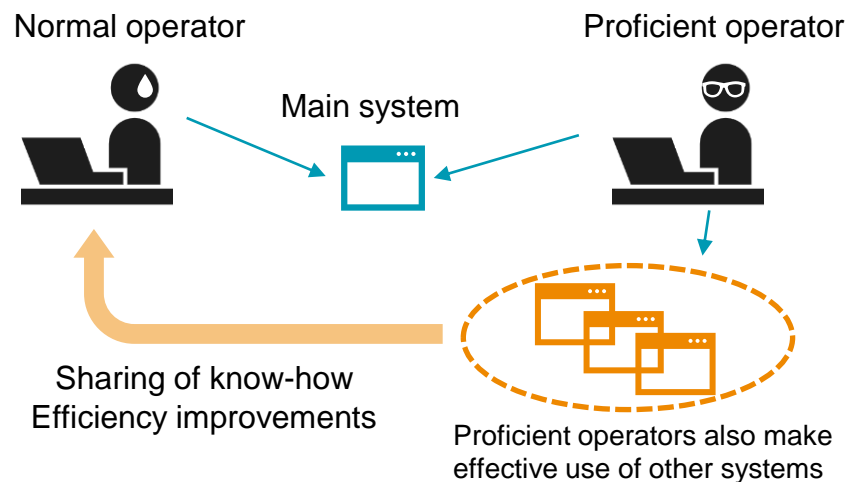 Normal operator
Proficient operator
Main system
Sharing of know-how
Efficiency improvements
Proficient operators also make
effective use of other systems